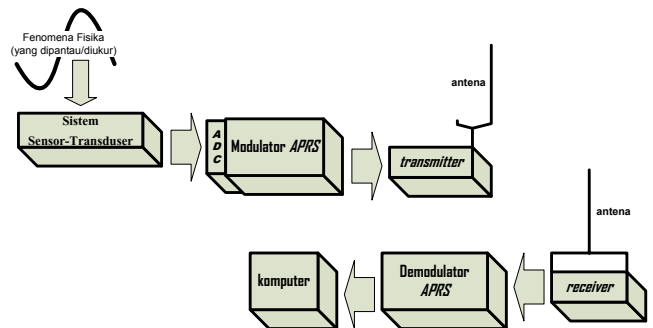 Fenomena Fisika
(yang dipantau/diukur)
Sistem
Sensor-Transduser
A
D
C
Modulator APRS
transmitter
antena
antena
komputer
Demodulator
APRS
receiver